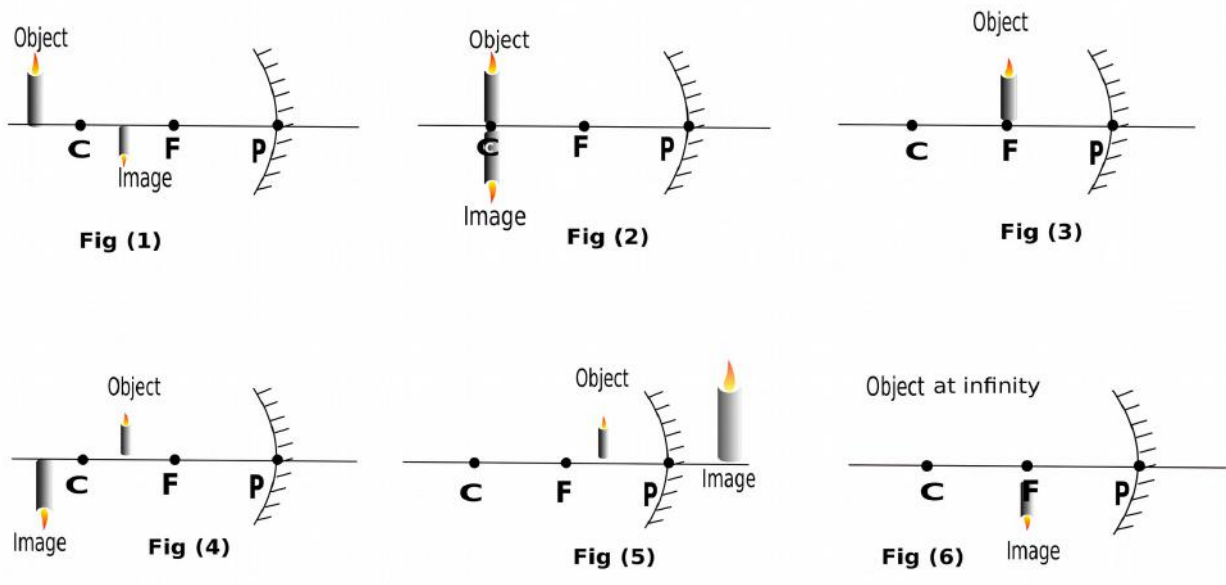 Object
C
F
P
Image
Fig (1)
Object
C
F
P
Image
Fig (2)
Object
C
F
P
Fig (3)
Object
C
F
P
Image
Fig (4)
Object
C
F
P
Image
Fig (5)
Object at infinity
C
F
P
Image
Fig (6)